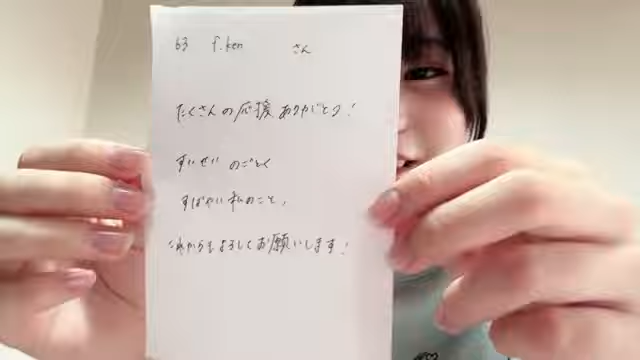 63 f.ken さん
たくさんの応援ありがとう!
すいせいのごとく
すばやい私のこと、
これからもよろしくお願いします!